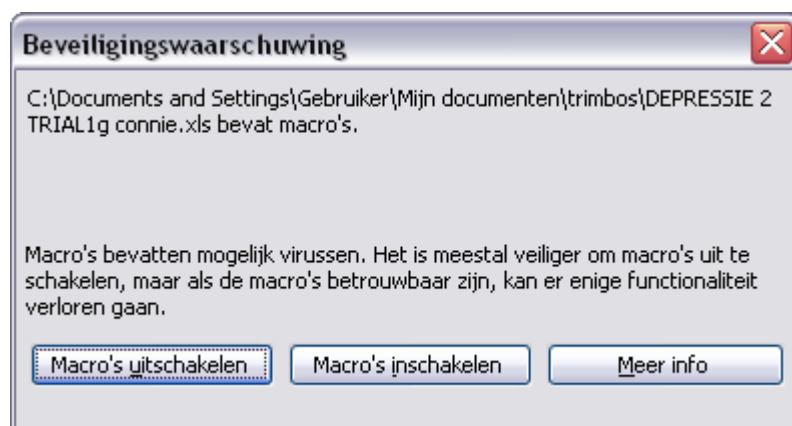 Beveiligingswaarschuwing
C:\Documents and Settings\Gebruiker\Mijn documenten\trimbos\DEPRESSIE 2
TRIAL1g connie.xls bevat macro's.
Macro's bevatten mogelijk virussen. Het is meestal veiliger om macro's uit te
schakelen, maar als de macro's betrouwbaar zijn, kan er enige functionaliteit
verloren gaan.
Macro's uitschakelen Macro's inschakelen Meer info